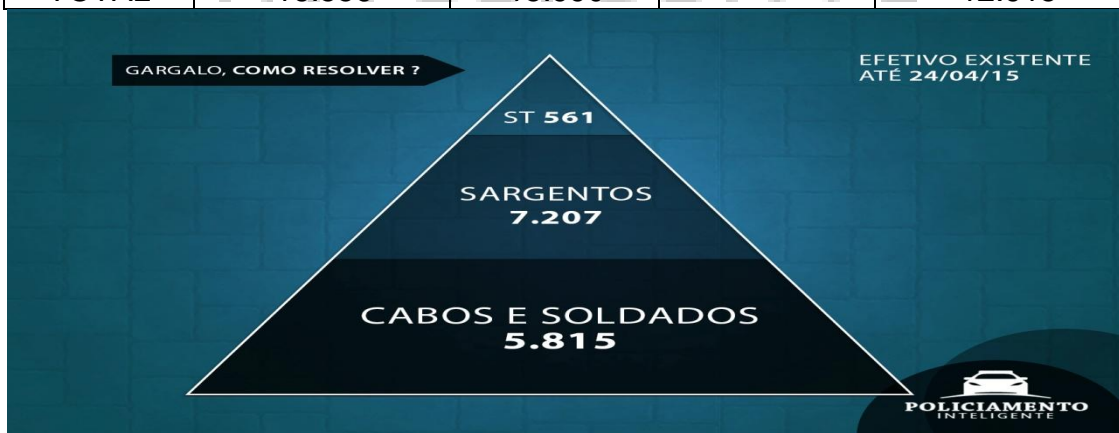 GARGALO, COMO RESOLVER ?
EFETIVO EXISTENTE
ATÉ 24/04/15
ST 561
SARGENTOS
7.207
CABOS E SOLDADOS
5.815
POLICIAMENTO
INTELIGENTE